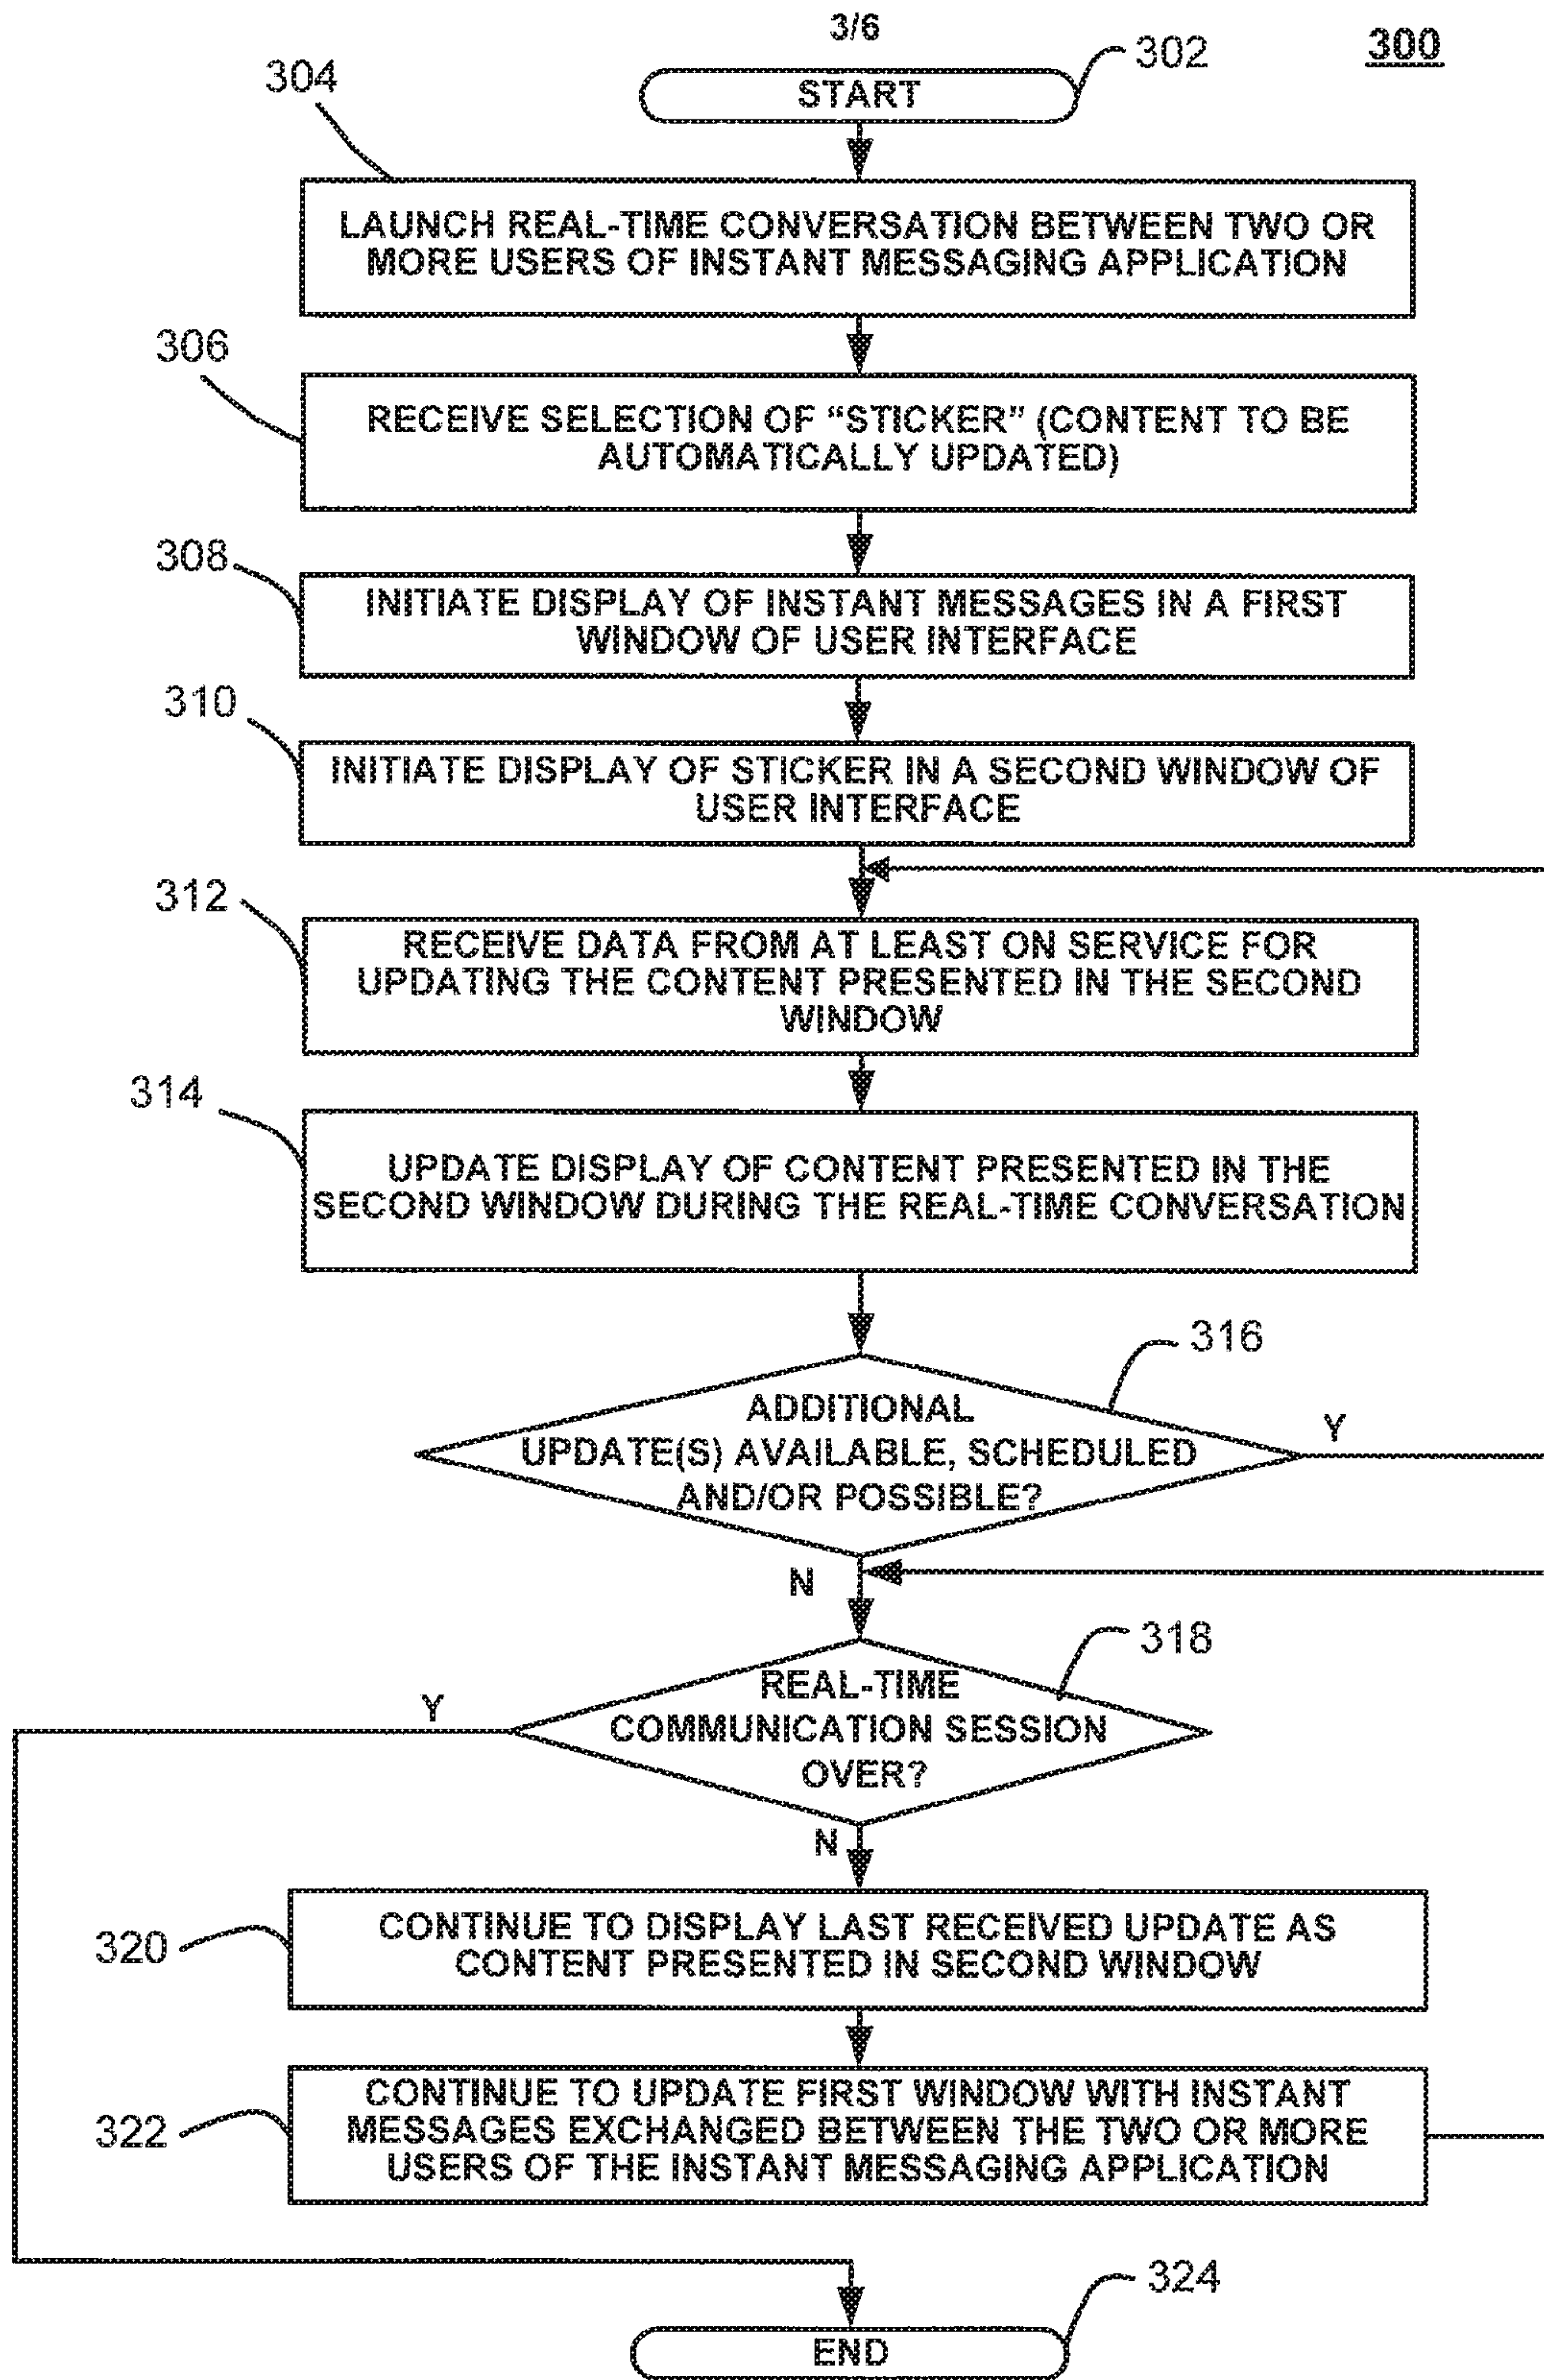 3/6
300
302
START
304
LAUNCH REAL-TIME CONVERSATION BETWEEN TWO OR
MORE USERS OF INSTANT MESSAGING APPLICATION
306
RECEIVE SELECTION OF “STICKER” (CONTENT TO BE
AUTOMATICALLY UPDATED)
308
INITIATE DISPLAY OF INSTANT MESSAGES IN A FIRST
WINDOW OF USER INTERFACE
310
INITIATE DISPLAY OF STICKER IN A SECOND WINDOW OF
USER INTERFACE
312
RECEIVE DATA FROM AT LEAST ON SERVICE FOR
UPDATING THE CONTENT PRESENTED IN THE SECOND
WINDOW
314
UPDATE DISPLAY OF CONTENT PRESENTED IN THE
SECOND WINDOW DURING THE REAL-TIME CONVERSATION
316
ADDITIONAL
UPDATE(S) AVAILABLE, SCHEDULED
AND/OR POSSIBLE?
Y
N
318
REAL-TIME
COMMUNICATION SESSION
OVER?
Y
N
320
CONTINUE TO DISPLAY LAST RECEIVED UPDATE AS
CONTENT PRESENTED IN SECOND WINDOW
322
CONTINUE TO UPDATE FIRST WINDOW WITH INSTANT
MESSAGES EXCHANGED BETWEEN THE TWO OR MORE
USERS OF THE INSTANT MESSAGING APPLICATION
324
END